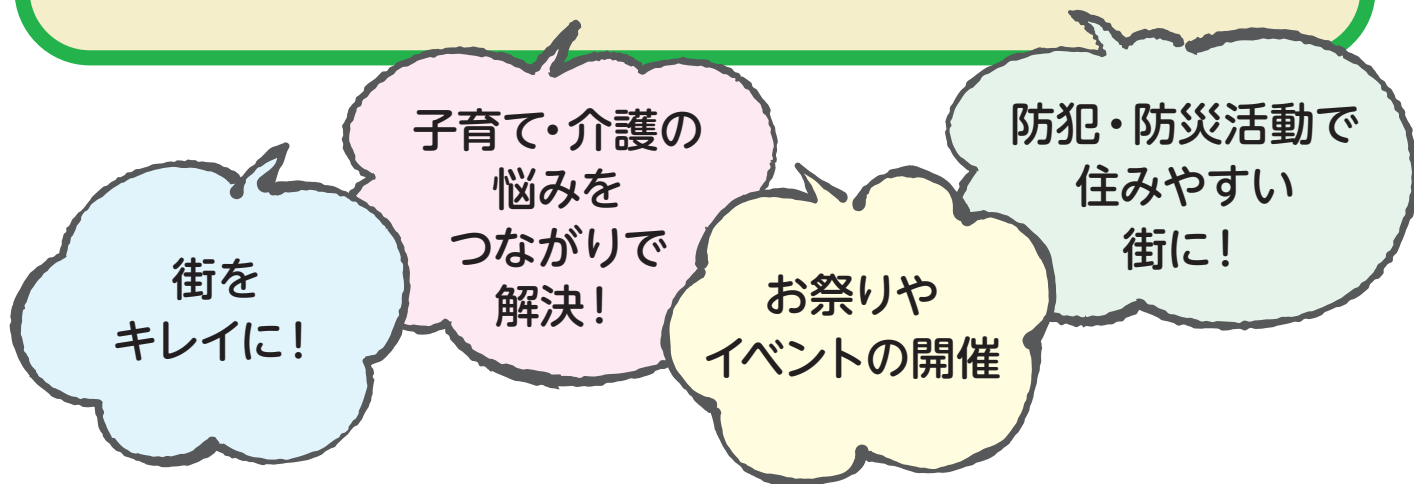 街を
キレイに！
子育て・介護の
悩みを
つながりで
解決！
お祭りや
イベントの開催
防犯・防災活動で
住みやすい
街に！